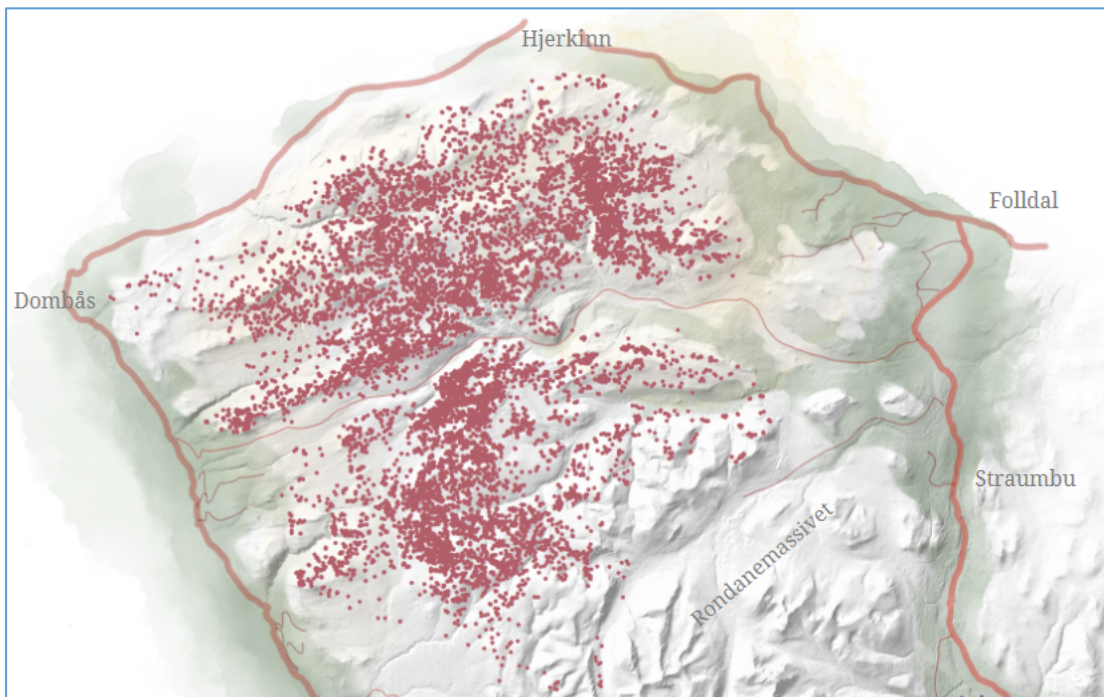 Hjerkinn
Folldal
Dombås
Straumbu
Rondanemassivet